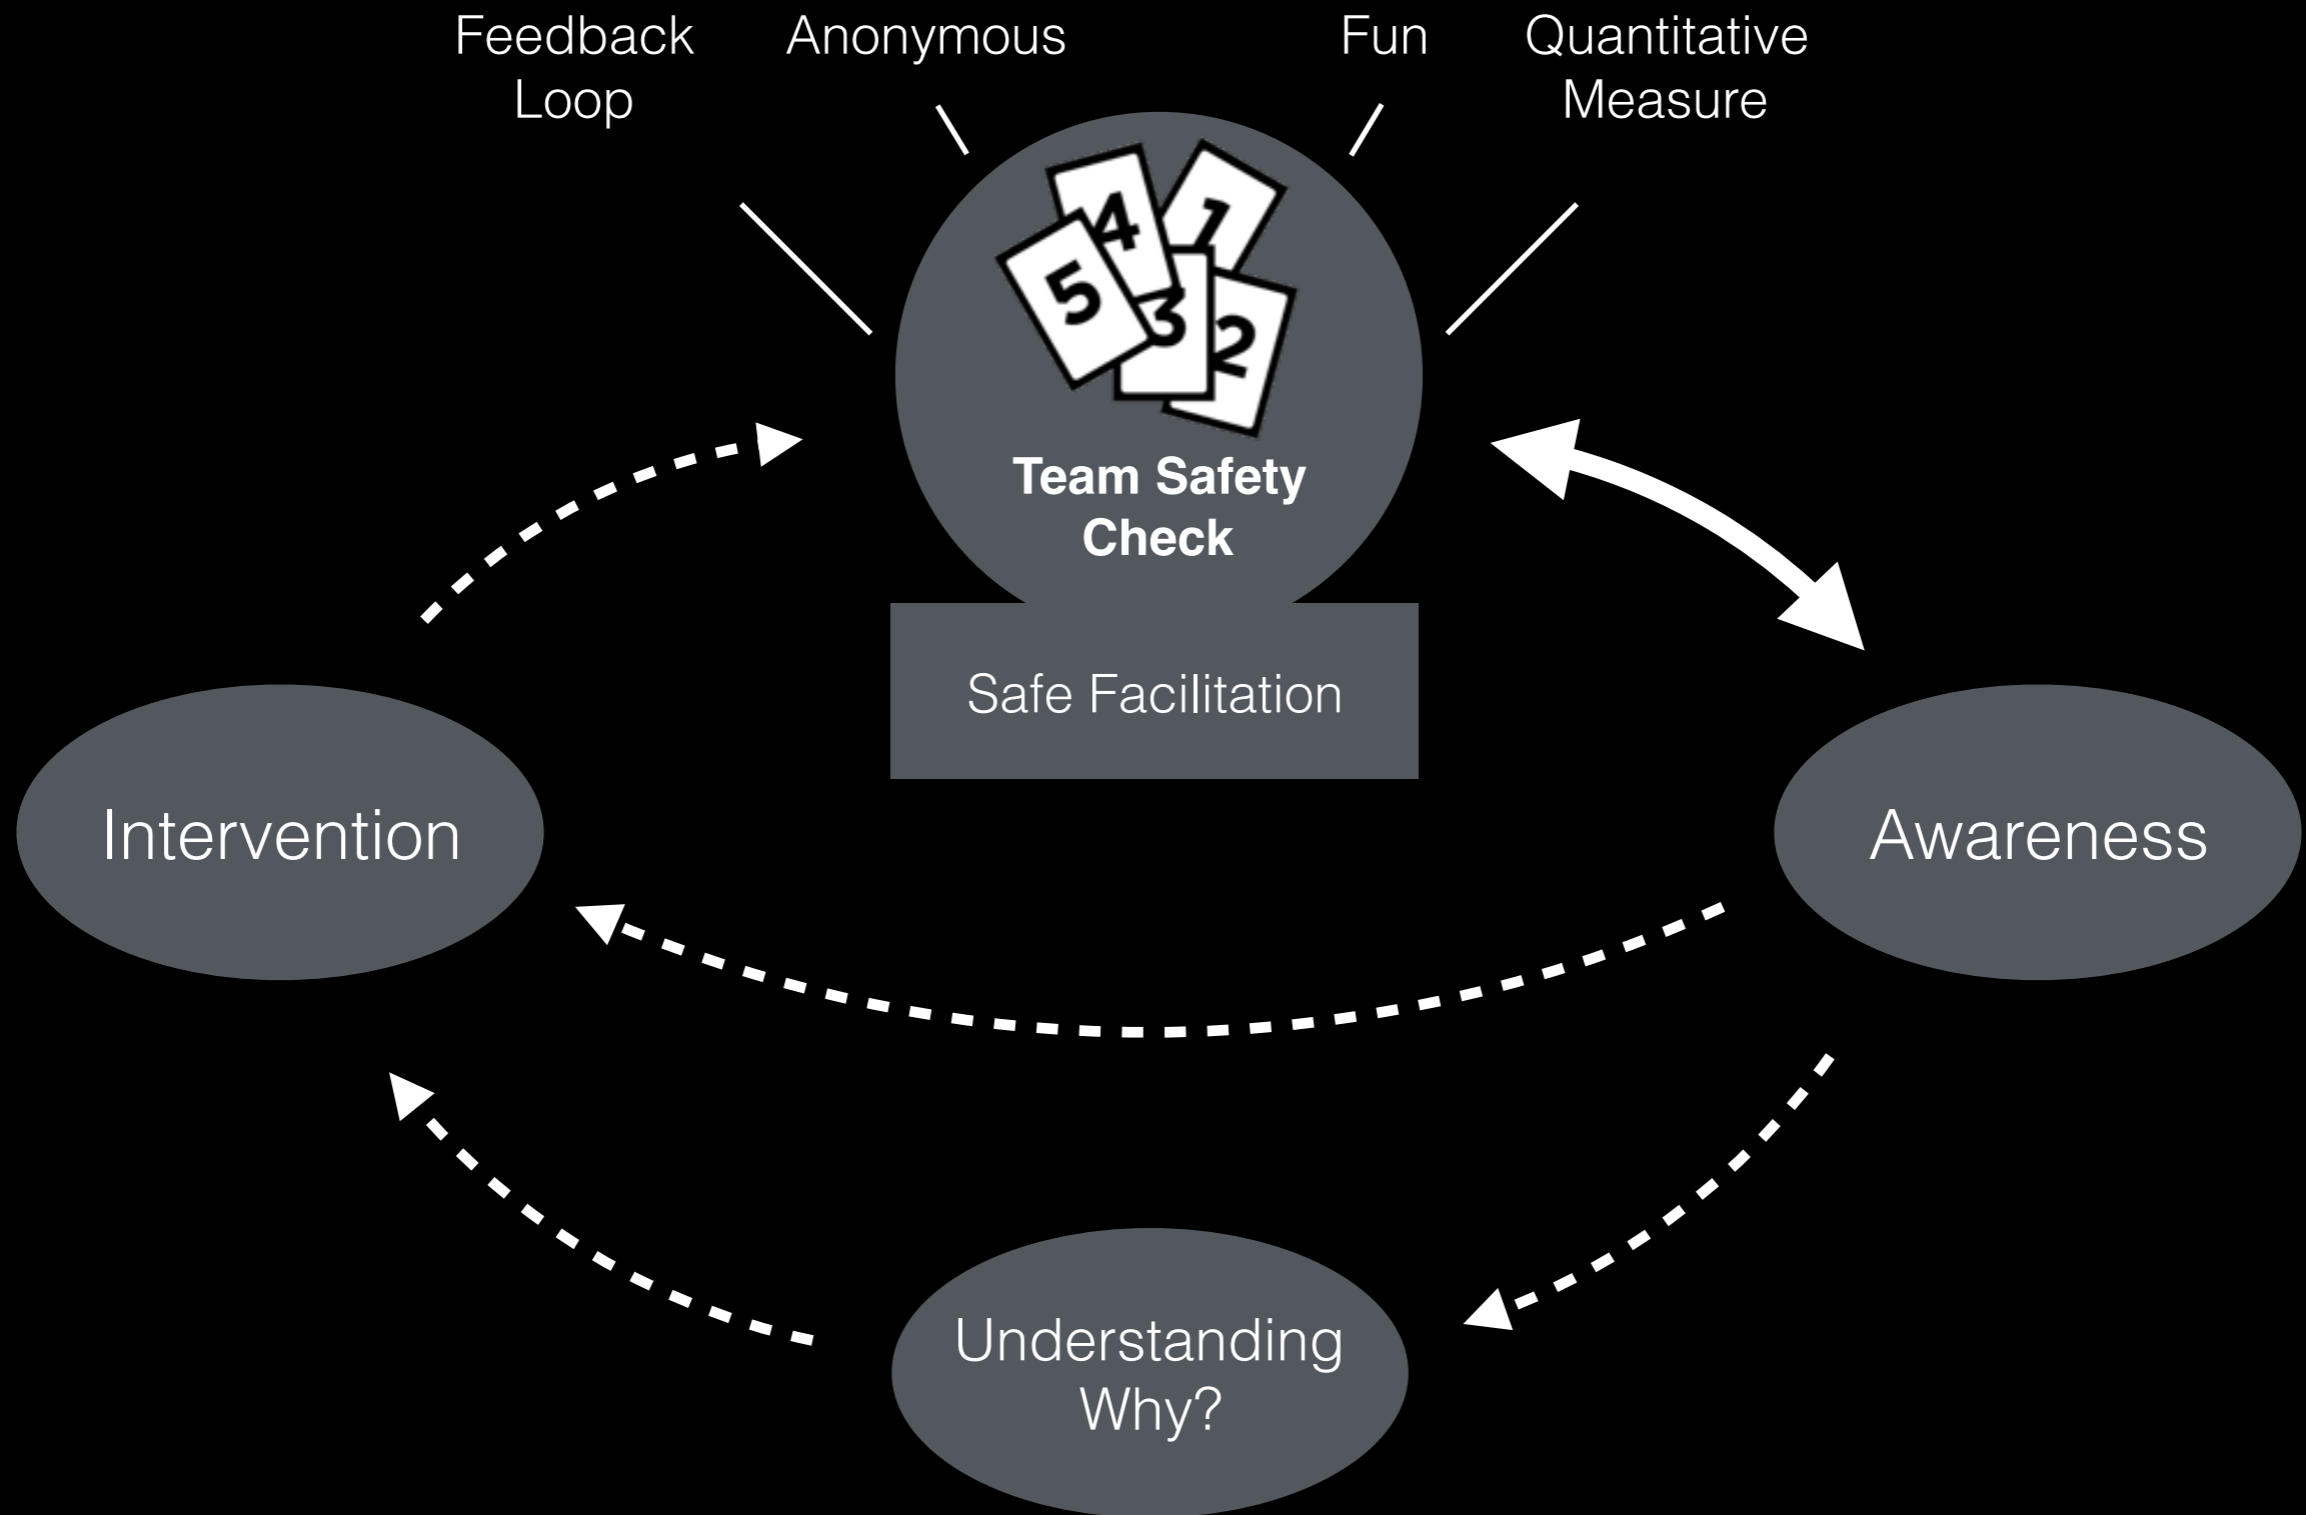 Feedback
Loop
Anonymous
Fun
Quantitative
Measure
4
1
5
3
2
Team Safety
Check
Safe Facilitation
Intervention
Awareness
Understanding
Why?